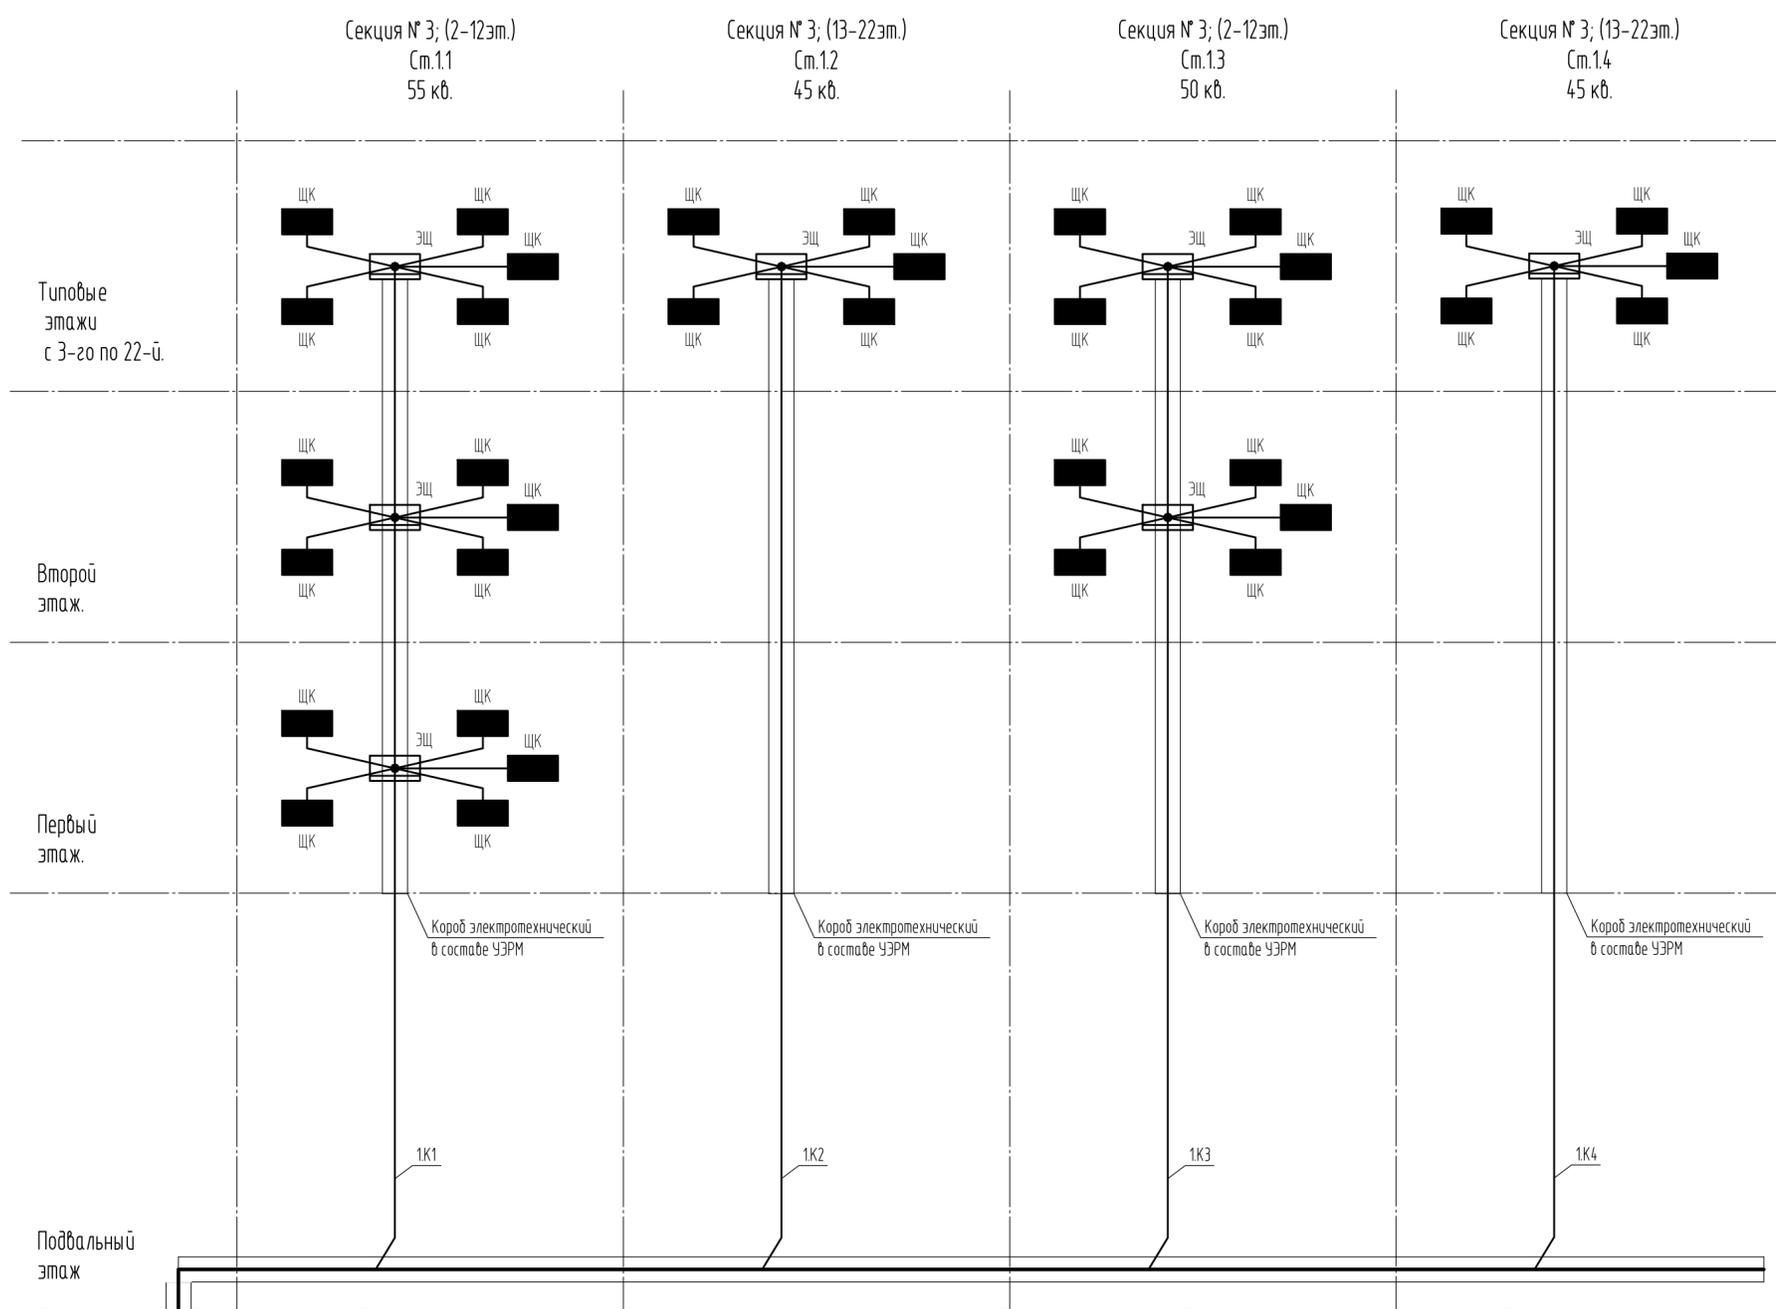 Секция № 3; (2-12эт.)
Ст.1.1
55 кв.
Секция № 3; (13-22эт.)
Ст.1.2
45 кв.
Секция № 3; (2-12эт.)
Ст.1.3
50 кв.
Секция № 3; (13-22эт.)
Ст.1.4
45 кв.
Типовые
этажи
с 3-го по 22-й.
ЩК
ЩК
ЭЩ
ЩК
ЩК
ЩК
ЩК
ЩК
ЭЩ
ЩК
ЩК
ЩК
ЩК
ЩК
ЭЩ
ЩК
ЩК
ЩК
ЩК
ЩК
ЭЩ
ЩК
ЩК
ЩК
Второй
этаж.
ЩК
ЩК
ЭЩ
ЩК
ЩК
ЩК
ЩК
ЩК
ЭЩ
ЩК
ЩК
ЩК
Первый
этаж.
ЩК
ЩК
ЭЩ
ЩК
ЩК
ЩК
Короб электротехнический
в составе УЭРМ
Короб электротехнический
в составе УЭРМ
Короб электротехнический
в составе УЭРМ
Короб электротехнический
в составе УЭРМ
1.К1
1.К2
1.К3
1.К4
Подвальный
этаж